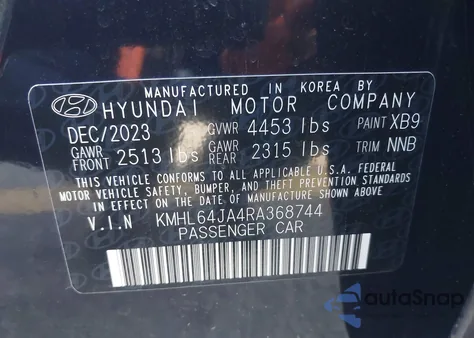 MANUFACTURED IN KOREA BY
HYUNDAI MOTOR COMPANY
DEC/2023 GVWR 4453 lbs PAINT XB9
GAWR FRONT 2513 lbs GAWR REAR 2315 lbs TRIM NNB
THIS VEHICLE CONFORMS TO ALL APPLICABLE U.S.A. FEDERAL
MOTOR VEHICLE SAFETY, BUMPER, AND THEFT PREVENTION STANDARDS
IN EFFECT ON THE DATE OF MANUFACTURE SHOWN ABOVE.
V.I.N KMHL64JA4RA368744
PASSENGER CAR
autaSnap